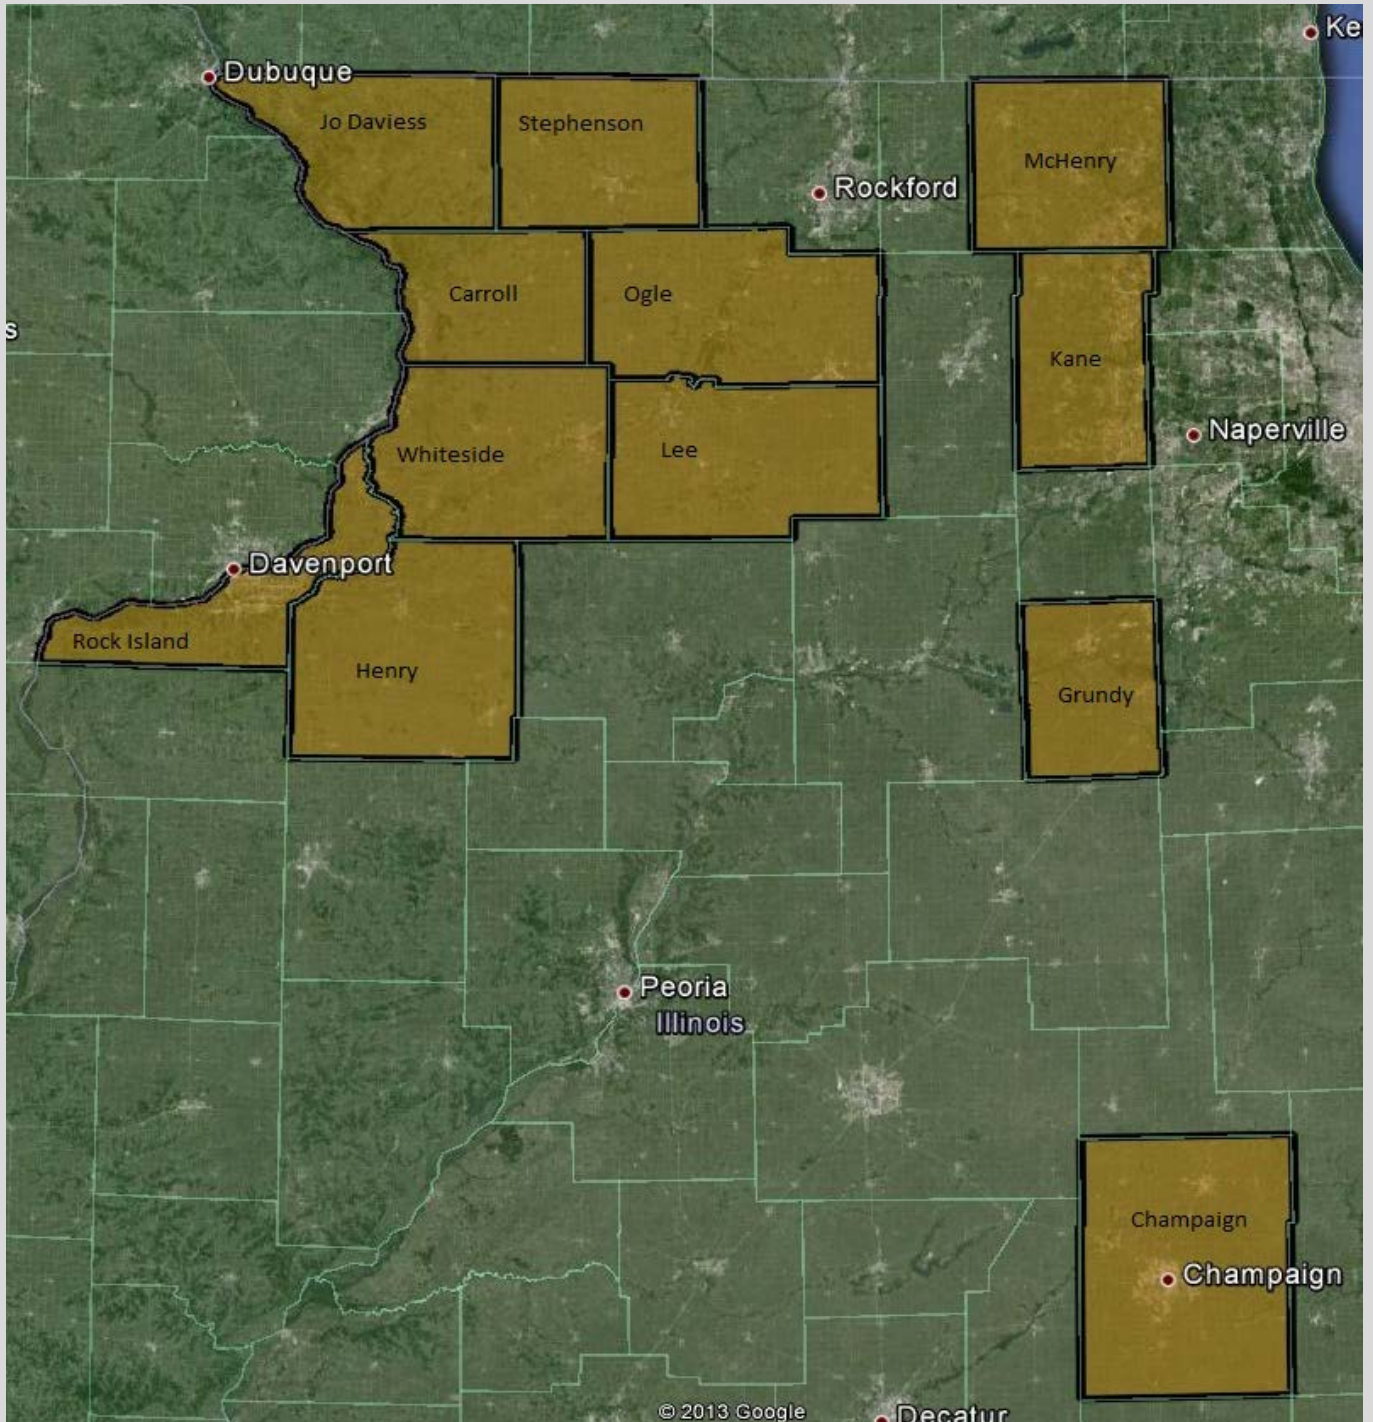 Ke
Dubuque
Jo Daviess
Stephenson
McHenry
Rockford
Carroll
Ogle
s
Kane
Naperville
Whiteside
Lee
Davenport
Rock Island
Henry
Grundy
Peoria
Illinois
Champaign
Champaign
© 2013 Google
Decatur